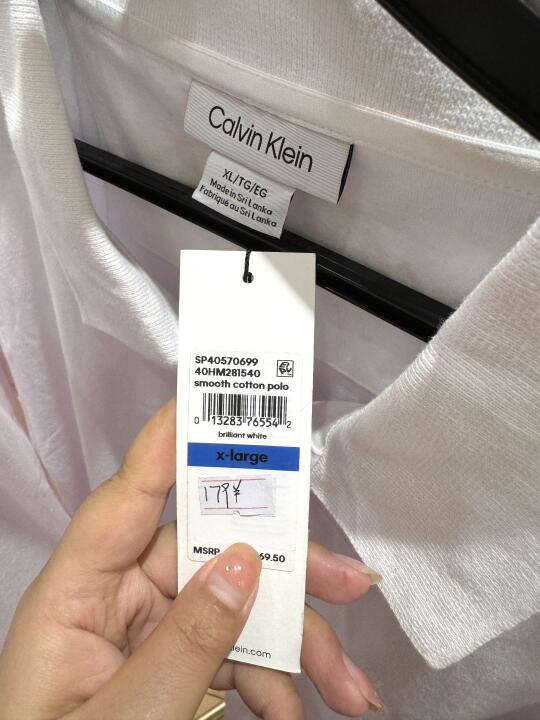 Calvin Klein
XL/TG/EG
Made in Sri Lanka
Fabriqué au Sri Lanka
SP40570699
40HM281540
smooth cotton polo
0 13283 76554 2
brilliant white
x-large
179 ¥
MSRP 69.50
lein.com